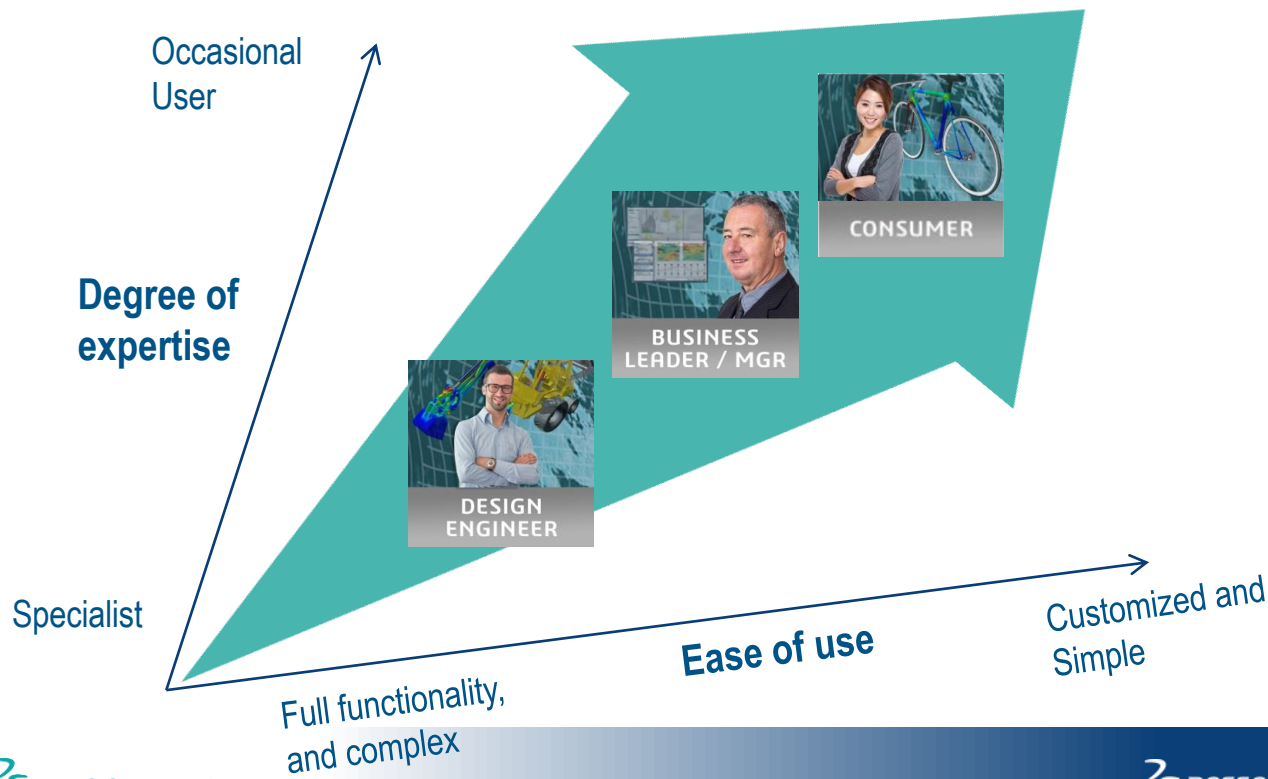 Occasional
User
CONSUMER
BUSINESS
LEADER / MGR
Degree of
expertise
DESIGN
ENGINEER
Specialist
Customized and
Simple
Ease of use
Full functionality,
and complex